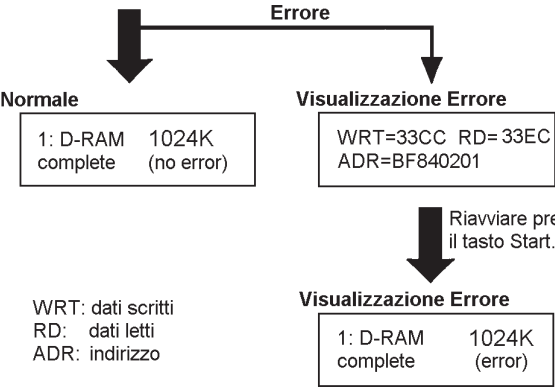 Errore
Normale
1: D-RAM 1024K
complete (no error)
Visualizzazione Errore
WRT=33CC RD=33EC
ADR=BF840201
Riavviare pre
il tasto Start.
Visualizzazione Errore
1: D-RAM 1024K
complete (error)
WRT: dati scritti
RD: dati letti
ADR: indirizzo